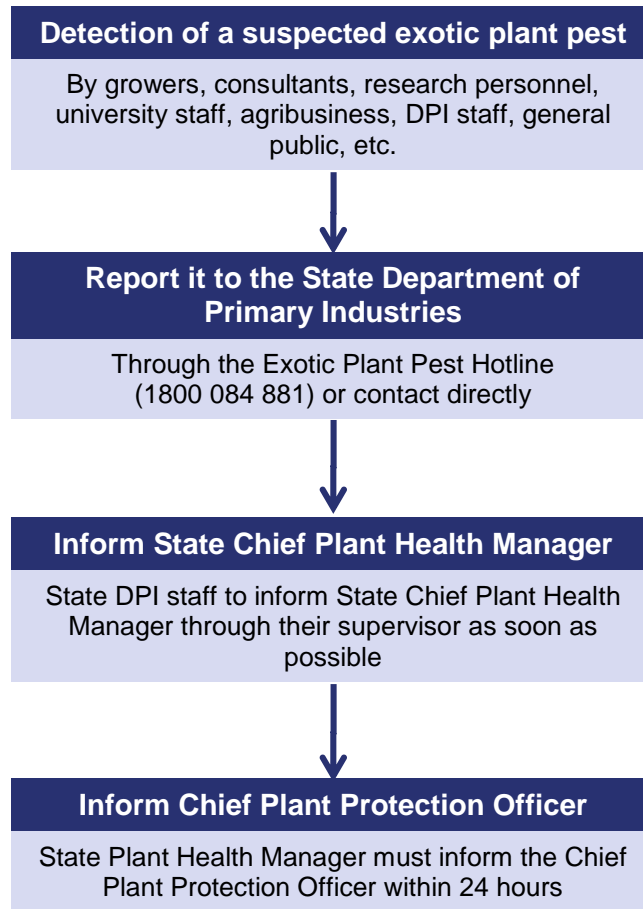 Detection of a suspected exotic plant pest
By growers, consultants, research personnel,
university staff, agribusiness, DPI staff, general
public, etc.
Report it to the State Department of
Primary Industries
Through the Exotic Plant Pest Hotline
(1800 084 881) or contact directly
Inform State Chief Plant Health Manager
State DPI staff to inform State Chief Plant Health
Manager through their supervisor as soon as
possible
Inform Chief Plant Protection Officer
State Plant Health Manager must inform the Chief
Plant Protection Officer within 24 hours